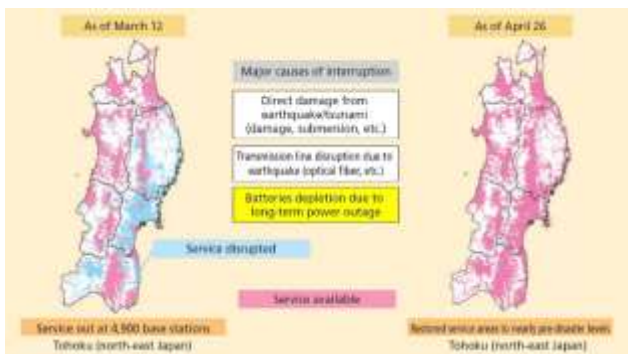 As of March 12
As of April 26
Major causes of interruption
Direct damage from
earthquake/tsunami
(damage, submersion, etc.)
Transmission line disruption due to
earthquake (optical fiber, etc.)
Batteries depletion due to
long-term power outage
Service disrupted
Service available
Service out at 4,900 base stations
Tohoku (north-east Japan)
Restored service areas to nearly pre-disaster levels
Tohoku (north-east Japan)